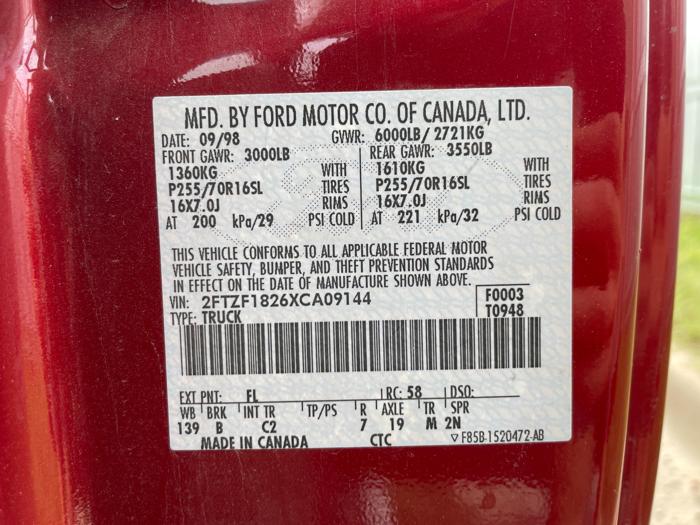 MFD. BY FORD MOTOR CO. OF CANADA, LTD.
DATE: 09/98 GVWR: 6000LB/ 2721KG
FRONT GAWR: 3000LB REAR GAWR: 3550LB
1360KG WITH 1610KG WITH
P255/70R16SL TIRES P255/70R16SL TIRES
16X7.0J RIMS 16X7.0J RIMS
AT 200 kPa/29 PSI COLD AT 221 kPa/32 PSI COLD
THIS VEHICLE CONFORMS TO ALL APPLICABLE FEDERAL MOTOR
VEHICLE SAFETY, BUMPER, AND THEFT PREVENTION STANDARDS
IN EFFECT ON THE DATE OF MANUFACTURE SHOWN ABOVE.
VIN: 2FTZF1826XCA09144 F0003
TYPE: TRUCK T0948
EXT PNT: FL RC: 58 DSO:
WB BRK INT TR TP/PS R AXLE TR SPR
139 B C2 7 19 M 2N
MADE IN CANADA CTC F85B-1520472-AB